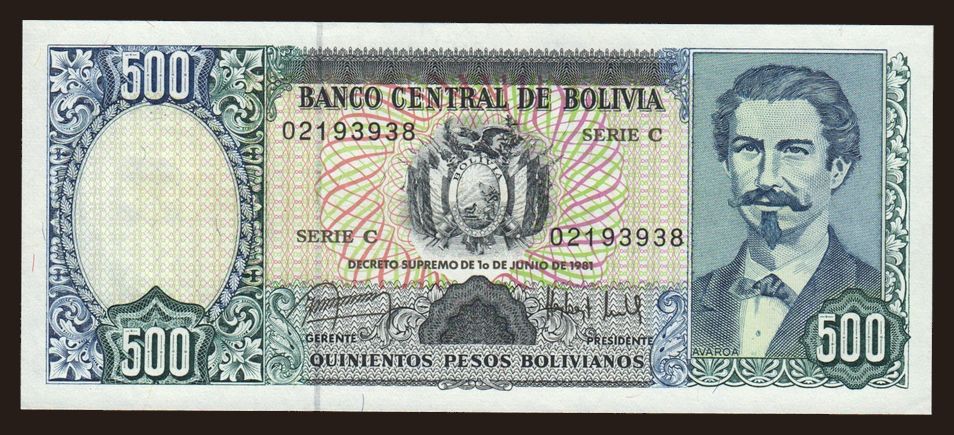 500
BANCO CENTRAL DE BOLIVIA
02193938 SERIE C
BOLIVIA
SERIE C 02193938
DECRETO SUPREMO DE 1o DE JUNIO DE 1981
GERENTE PRESIDENTE
AVAROA
500 QUINIENTOS PESOS BOLIVIANOS 500